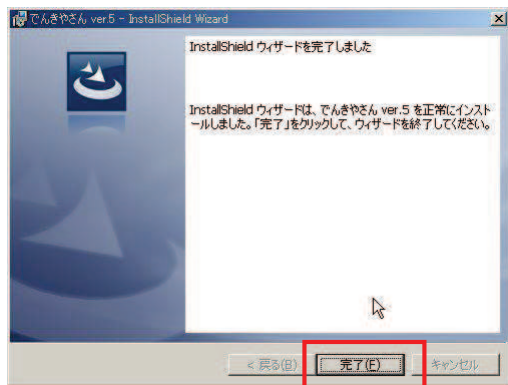 でんきやさん ver.5 - InstallShield Wizard
InstallShield ウィザードを完了しました
InstallShield ウィザードは、でんきやさん ver.5 を正常にインスト
ールしました。「完了」をクリックして、ウィザードを終了してください。
< 戻る(B) 完了(F) キャンセル